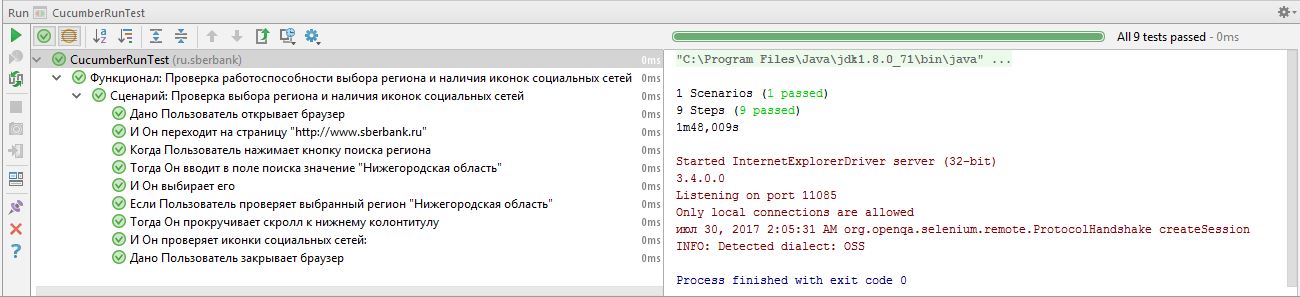 Run CucumberRunTest
All 9 tests passed - 0ms
CucumberRunTest (ru.sberbank) 0ms
Функционал: Проверка работоспособности выбора региона и наличия иконок социальных сетей 0ms
Сценарий: Проверка выбора региона и наличия иконок социальных сетей 0ms
Дано Пользователь открывает браузер 0ms
И Он переходит на страницу "http://www.sberbank.ru" 0ms
Когда Пользователь нажимает кнопку поиска региона 0ms
Тогда Он вводит в поле поиска значение "Нижегородская область" 0ms
И Он выбирает его 0ms
Если Пользователь проверяет выбранный регион "Нижегородская область" 0ms
Тогда Он прокручивает скролл к нижнему колонтитулу 0ms
И Он проверяет иконки социальных сетей: 0ms
Дано Пользователь закрывает браузер 0ms
"C:\Program Files\Java\jdk1.8.0_71\bin\java" ...
1 Scenarios (1 passed)
9 Steps (9 passed)
1m48,009s
Started InternetExplorerDriver server (32-bit)
3.4.0.0
Listening on port 11085
Only local connections are allowed
июл 30, 2017 2:05:31 AM org.openqa.selenium.remote.ProtocolHandshake createSession
INFO: Detected dialect: OSS
Process finished with exit code 0